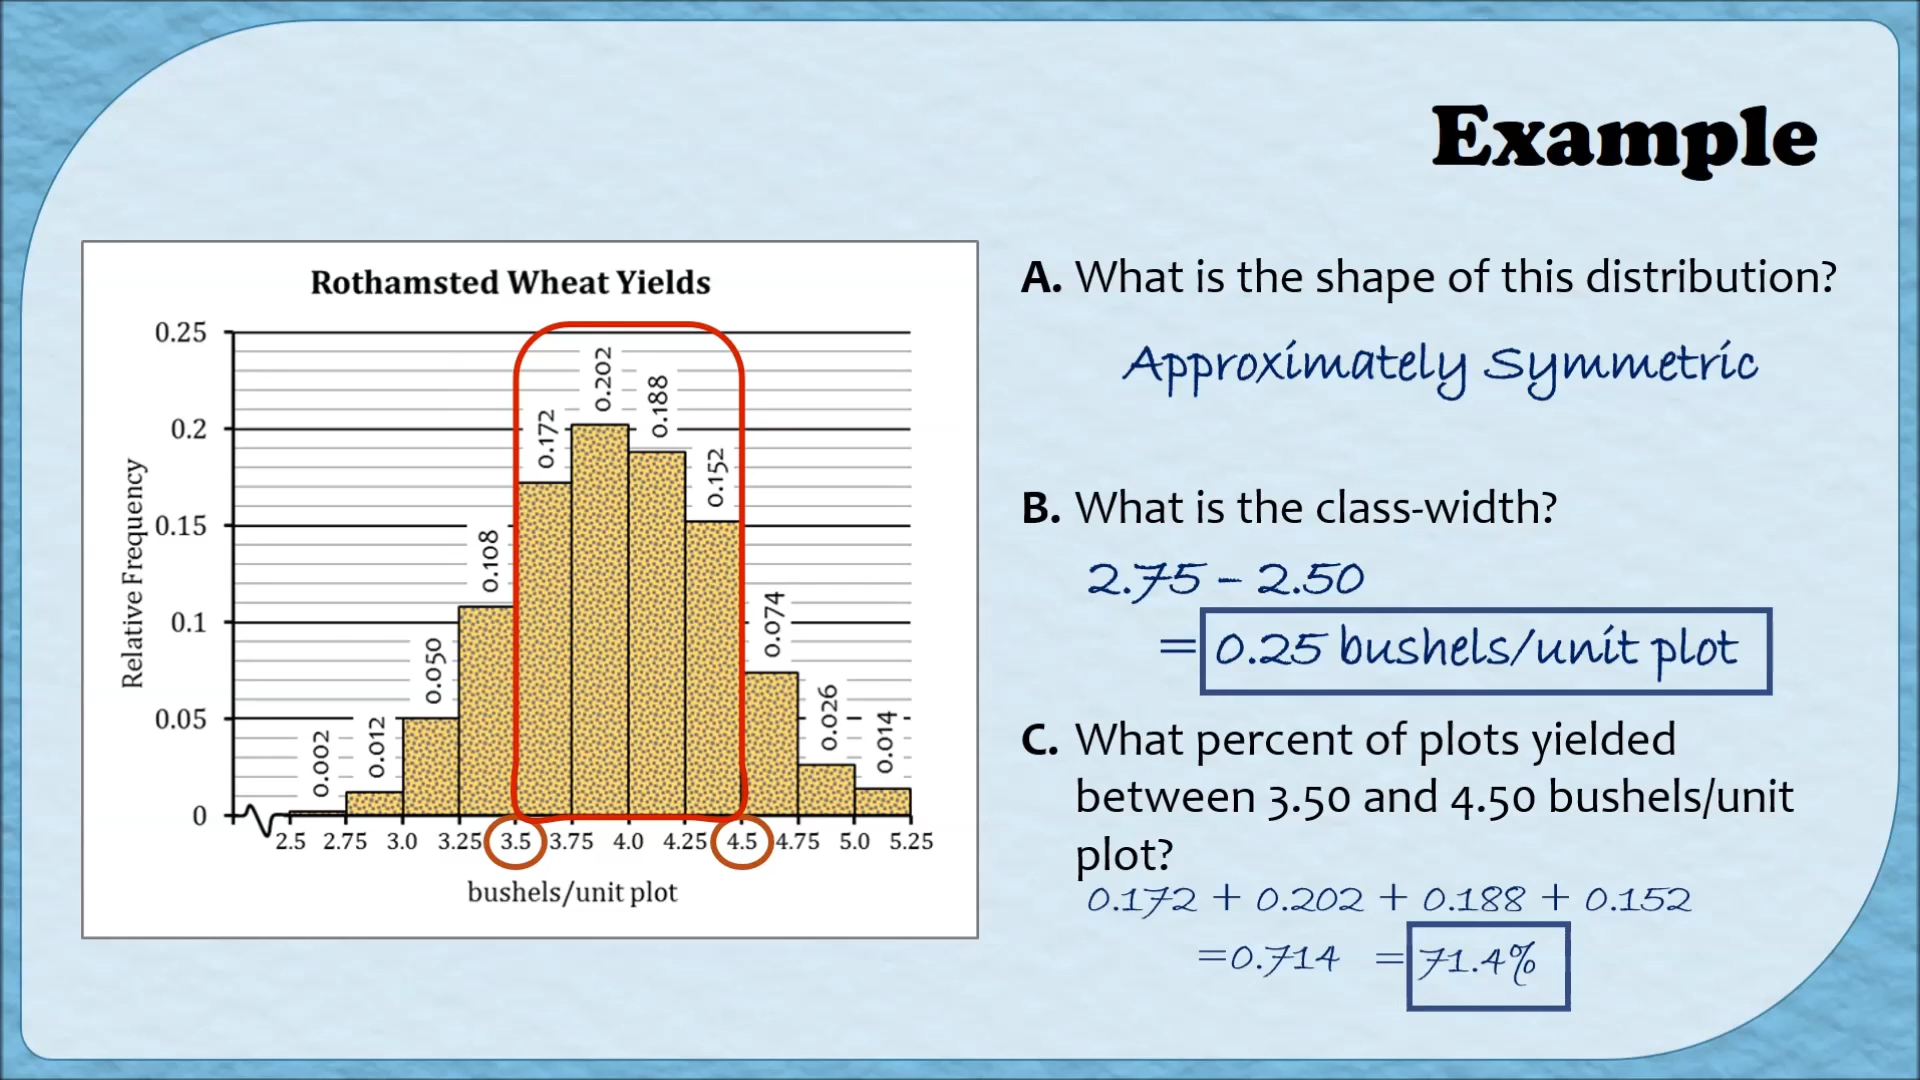 Example
Rothamsted Wheat Yields
0.25
0.2
0.15
0.1
0.05
0
Relative Frequency
0.002
0.012
0.050
0.108
0.172
0.202
0.188
0.152
0.074
0.026
0.014
2.5 2.75 3.0 3.25 3.5 3.75 4.0 4.25 4.5 4.75 5.0 5.25
bushels/unit plot
A. What is the shape of this distribution?
Approximately Symmetric
B. What is the class-width?
2.75 – 2.50
= 0.25 bushels/unit plot
C. What percent of plots yielded
between 3.50 and 4.50 bushels/unit
plot?
0.172 + 0.202 + 0.188 + 0.152
=0.714 = 71.4%